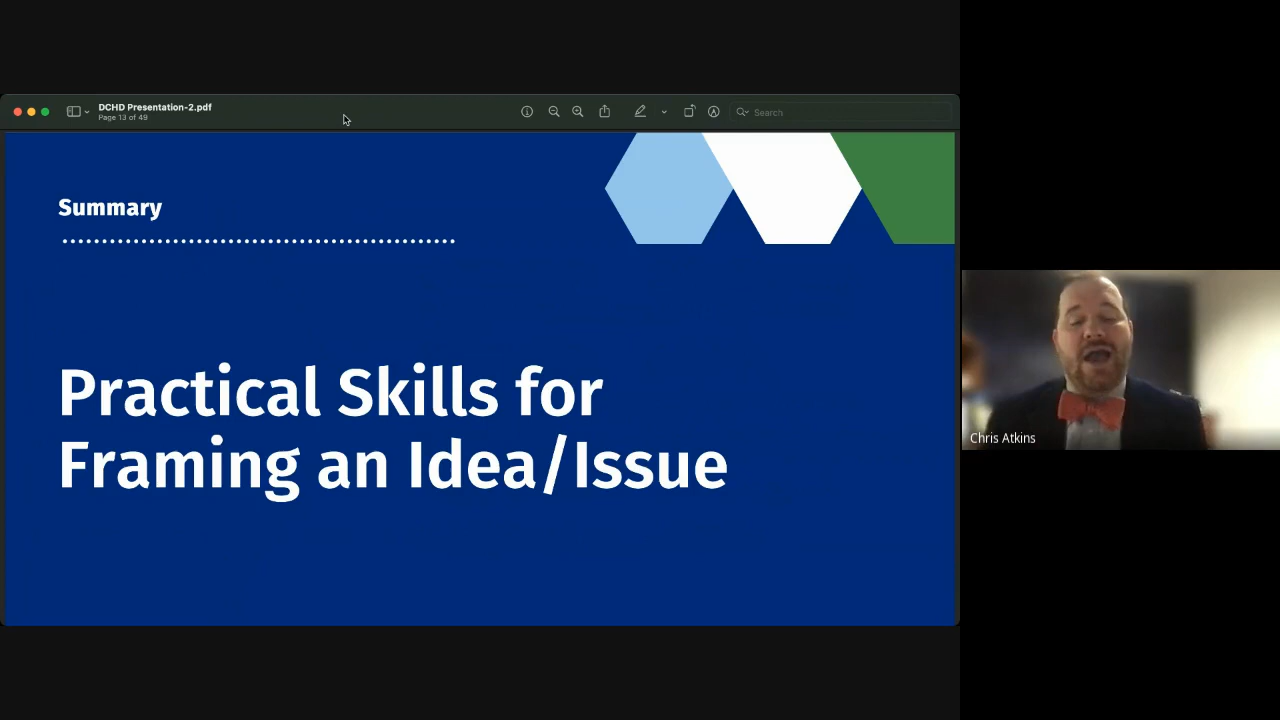 DCHD Presentation-2.pdf
Page 13 of 49
Search
Summary
Practical Skills for
Framing an Idea/Issue
Chris Atkins